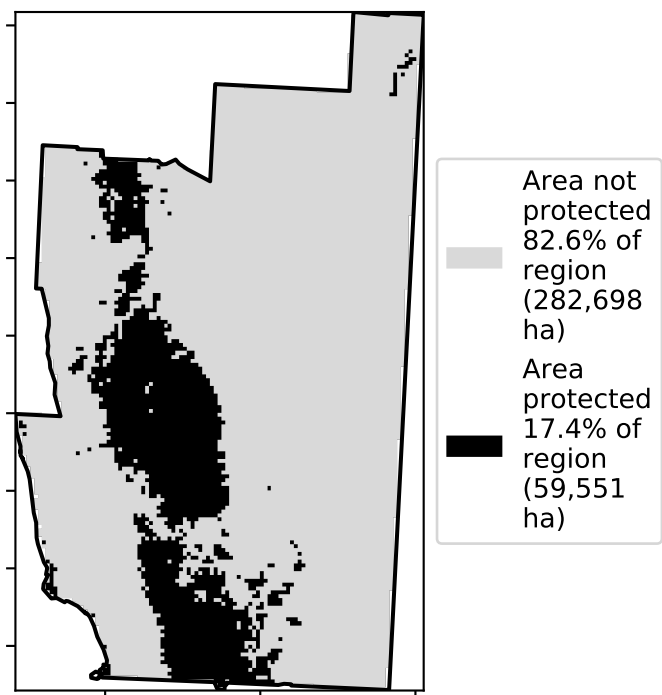 Area not
protected
82.6% of
region
(282,698
ha)
Area
protected
17.4% of
region
(59,551
ha)